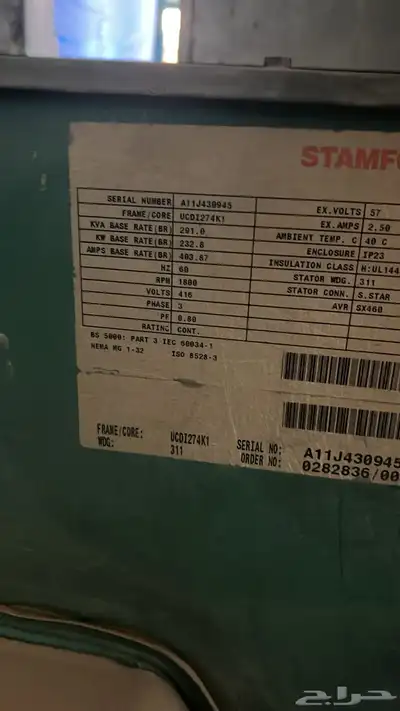 STAMF
SERIAL NUMBER A11J430945
FRAME/CORE UCDI274K1
KVA BASE RATE(BR) 291.0
KW BASE RATE(BR) 232.8
AMPS BASE RATE(BR) 403.87
HZ 60
RPM 1800
VOLTS 416
PHASE 3
PF 0.80
RATING CONT.
EX.VOLTS 57
EX.AMPS 2.50
AMBIENT TEMP. C 40 C
ENCLOSURE IP23
INSULATION CLASS H:UL144
STATOR WDG. 311
STATOR CONN. S.STAR
AVR SX460
BS 5000: PART 3 IEC 60034-1
NEMA MG 1-32 ISO 8528-3
FRAME/CORE: UCDI274K1
WDG: 311
SERIAL NO: A11J430945
ORDER NO: 0282836/00
حراج